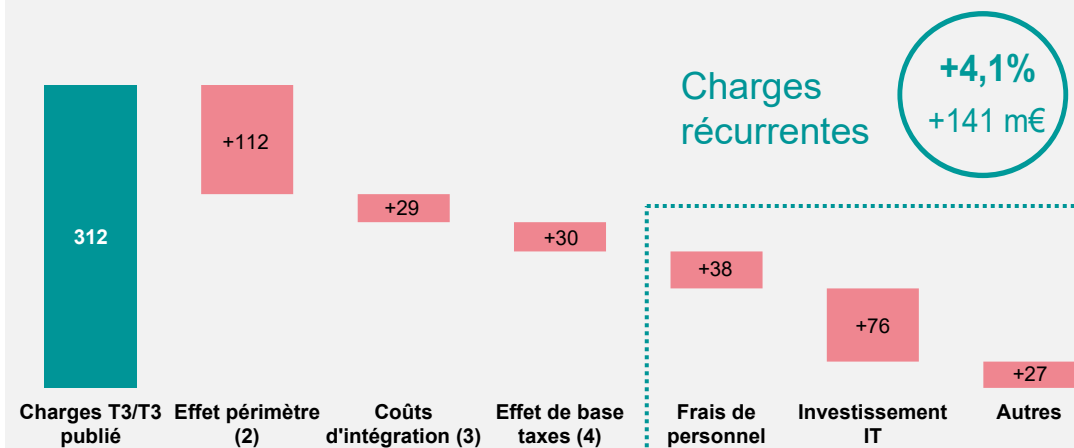 Charges
récurrentes
+4,1%
+141 m€
312
+112
+29
+30
+38
+76
+27
Charges T3/T3
publié
Effet périmètre
(2)
Coûts
d'intégration (3)
Effet de base
taxes (4)
Frais de
personnel
Investissement
IT
Autres